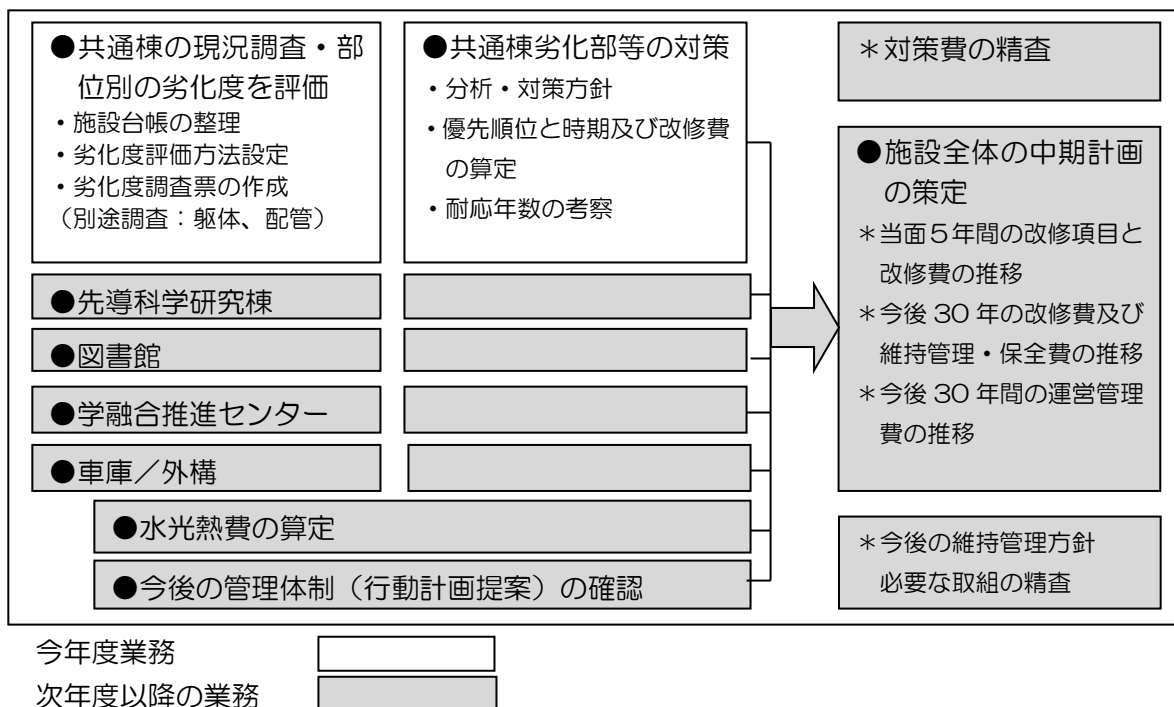 ●共通棟の現況調査・部
位別の劣化度を評価
・施設台帳の整理
・劣化度評価方法設定
・劣化度調査票の作成
（別途調査：躯体、配管）
●共通棟劣化部等の対策
・分析・対策方針
・優先順位と時期及び改修費
の算定
・耐応年数の考察
＊対策費の精査
●施設全体の中期計画
の策定
＊当面５年間の改修項目と
改修費の推移
＊今後 30 年の改修費及び
維持管理・保全費の推移
＊今後 30 年間の運営管理
費の推移
●先導科学研究棟
●図書館
●学融合推進センター
●車庫／外構
●水光熱費の算定
●今後の管理体制（行動計画提案）の確認
＊今後の維持管理方針
必要な取組の精査
今年度業務
次年度以降の業務